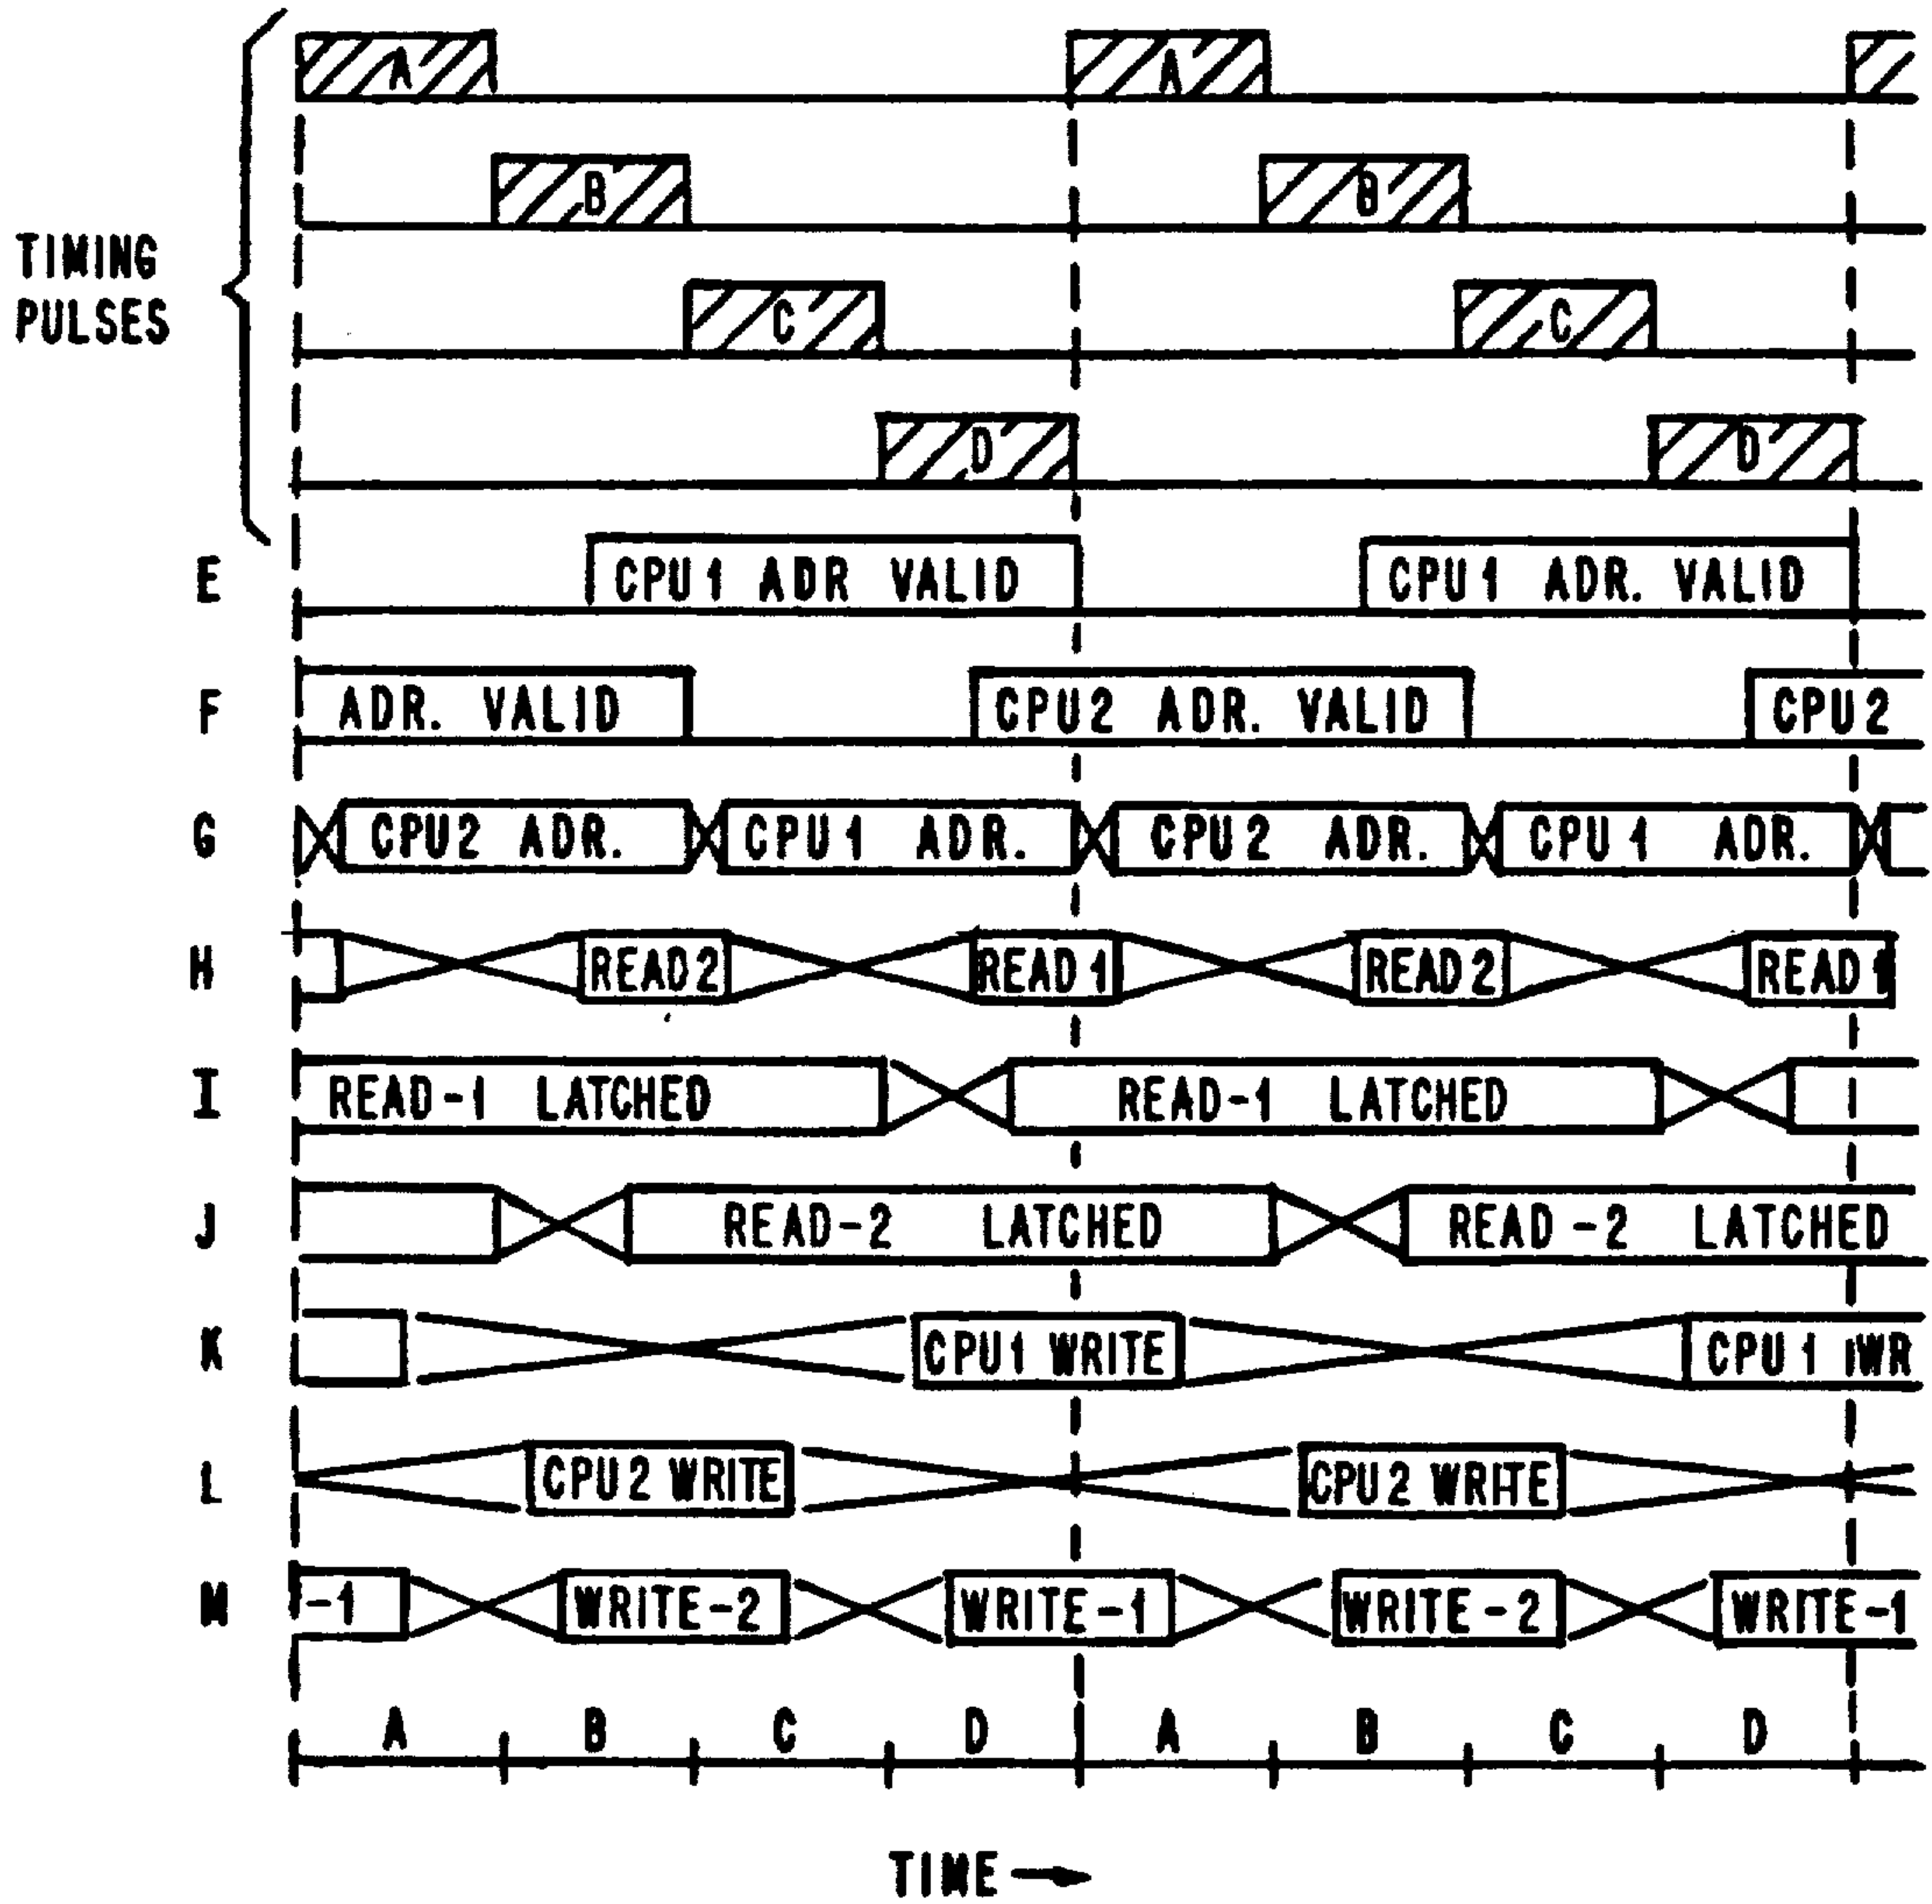 A A
B B
TIMING
PULSES
C C
D D
E CPU1 ADR VALID CPU1 ADR. VALID
F ADR. VALID CPU2 ADR. VALID CPU2
G CPU2 ADR. CPU1 ADR. CPU2 ADR. CPU1 ADR.
H READ2 READ1 READ2 READ1
I READ-1 LATCHED READ-1 LATCHED
J READ-2 LATCHED READ-2 LATCHED
K CPU1 WRITE CPU1 WR
L CPU2 WRITE CPU2 WRITE
M -1 WRITE-2 WRITE-1 WRITE-2 WRITE-1
A B C D A B C D
TIME